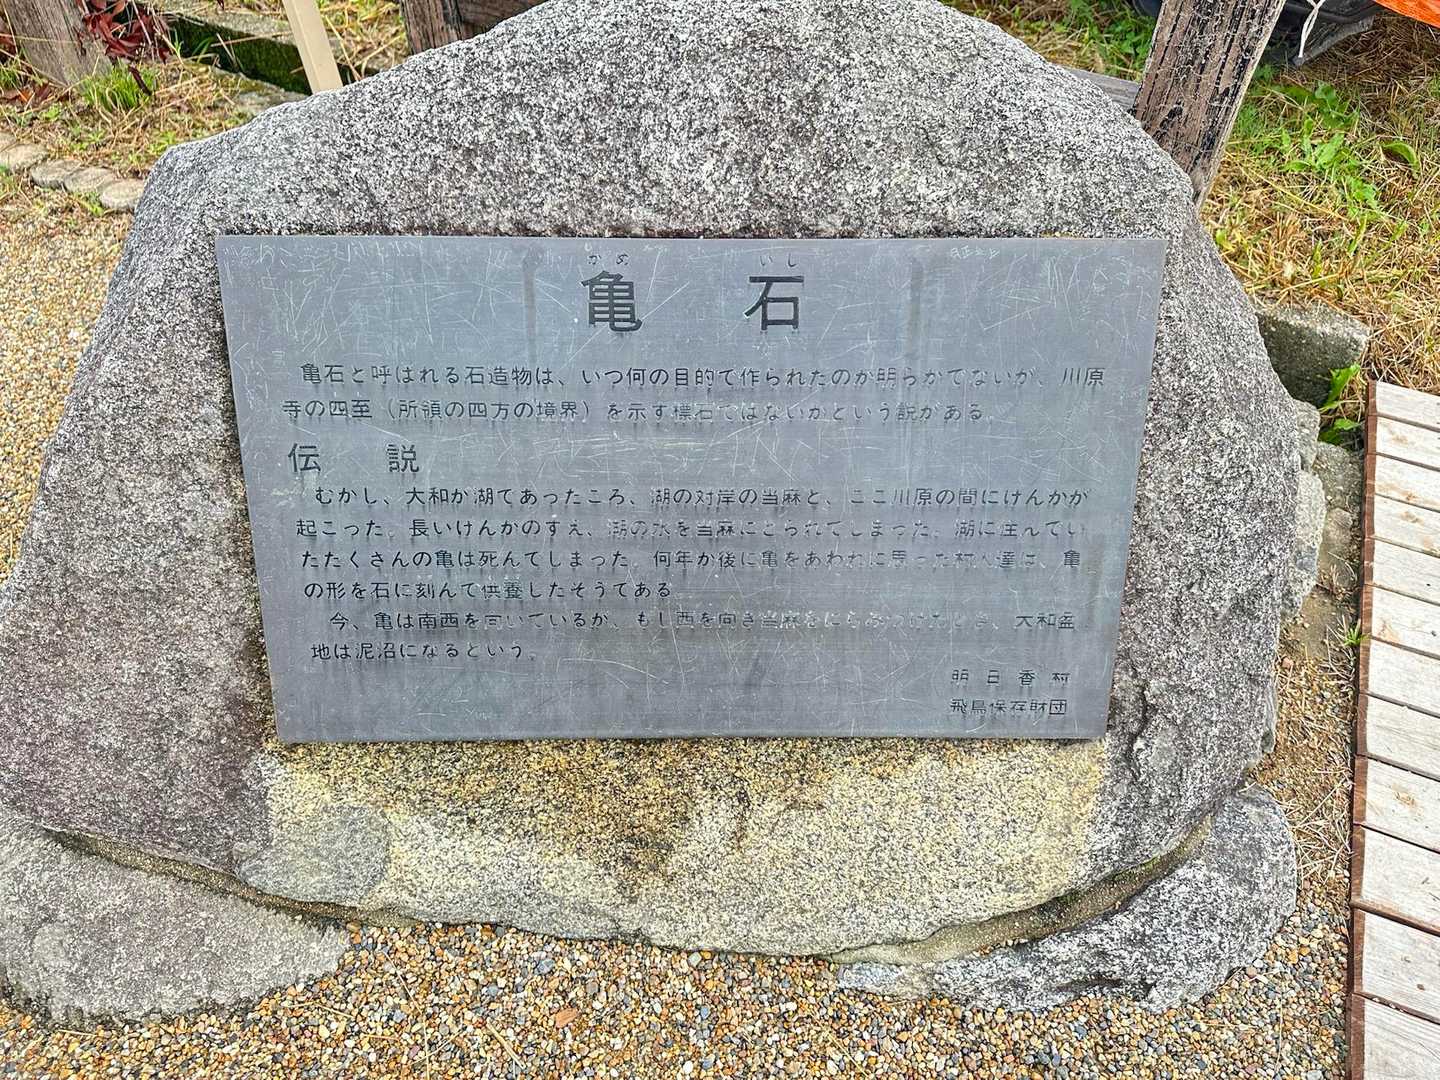 かめ いし
亀石
亀石と呼ばれる石造物は、いつ何の目的で作られたのか明らかでないが、川原
寺の四至（所領の四方の境界）を示す標石ではないかという説がある。
伝説
むかし、大和が湖であったころ、湖の対岸の当麻と、ここ川原の間にけんかが
起こった。長いけんかのすえ、湖の水を当麻にとられてしまった。湖に住んでい
たたくさんの亀は死んでしまった。何年か後に亀をあわれに思った村人達は、亀
の形を石に刻んで供養したそうである。
今、亀は南西を向いているが、もし西を向き当麻をにらみつけたとき、大和盆
地は泥沼になるという。
明日香村
飛鳥保存財団